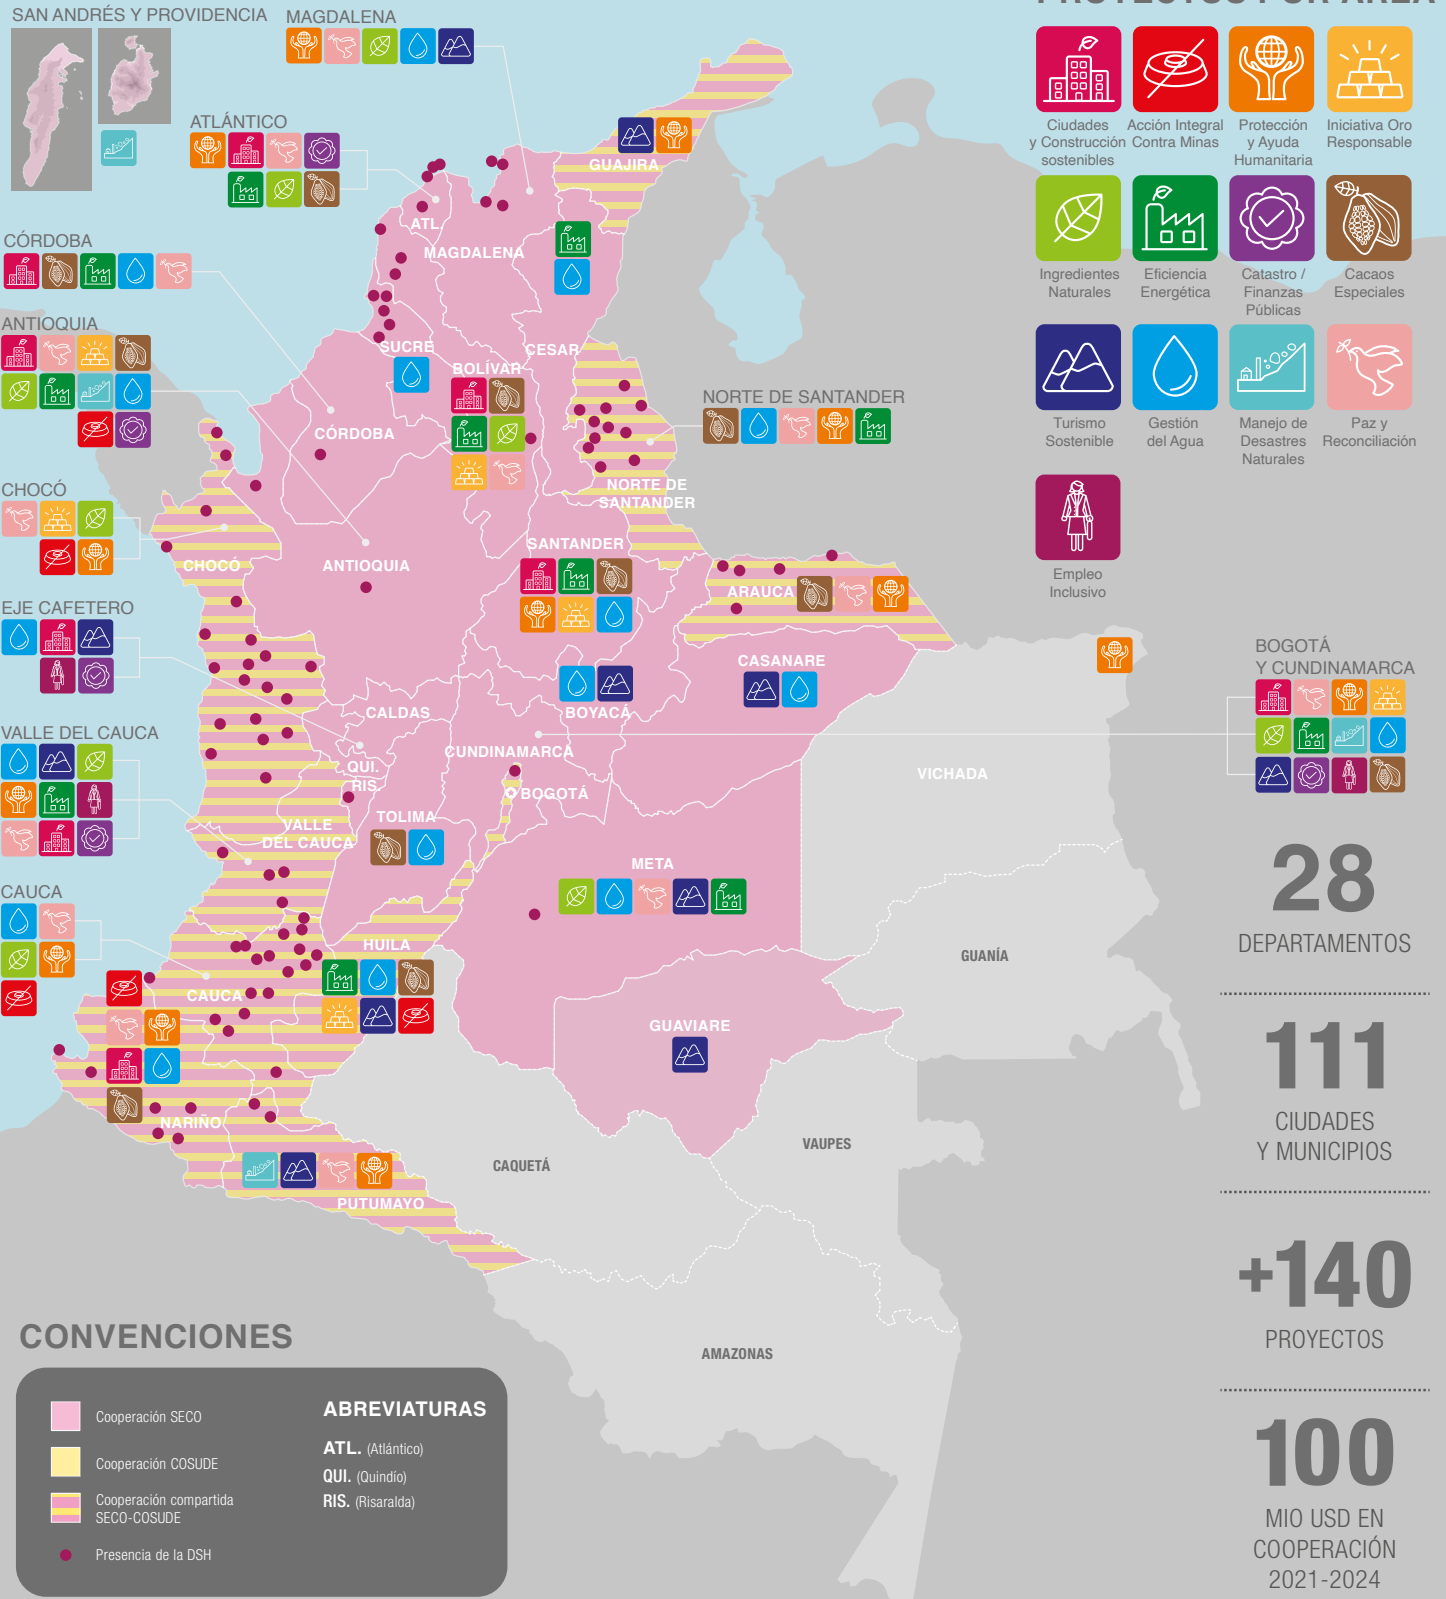 PROYECTOS POR ÁREA
SAN ANDRÉS Y PROVIDENCIA
MAGDALENA
ATLÁNTICO
CÓRDOBA
ANTIOQUIA
CHOCÓ
EJE CAFETERO
VALLE DEL CAUCA
CAUCA
Ciudades
y Construcción
sostenibles
Acción Integral
Contra Minas
Protección
y Ayuda
Humanitaria
Iniciativa Oro
Responsable
Ingredientes
Naturales
Eficiencia
Energética
Catastro /
Finanzas
Públicas
Cacaos
Especiales
Turismo
Sostenible
Gestión
del Agua
Manejo de
Desastres
Naturales
Paz y
Reconciliación
Empleo
Inclusivo
GUAJIRA
ATL.
MAGDALENA
SUCRE
CESAR
BOLÍVAR
NORTE DE SANTANDER
CÓRDOBA
NORTE DE
SANTANDER
SANTANDER
CHOCÓ
ANTIOQUIA
ARAUCA
CASANARE
BOYACÁ
CALDAS
CUNDINAMARCA
QUI.
RIS.
BOGOTÁ
VICHADA
TOLIMA
VALLE
DEL CAUCA
META
HUILA
GUANÍA
CAUCA
GUAVIARE
NARIÑO
VAUPES
CAQUETÁ
PUTUMAYO
AMAZONAS
BOGOTÁ
Y CUNDINAMARCA
28
DEPARTAMENTOS
111
CIUDADES
Y MUNICIPIOS
+140
PROYECTOS
100
MIO USD EN
COOPERACIÓN
2021-2024
CONVENCIONES
Cooperación SECO
Cooperación COSUDE
Cooperación compartida
SECO-COSUDE
Presencia de la DSH
ABREVIATURAS
ATL. (Atlántico)
QUI. (Quindío)
RIS. (Risaralda)